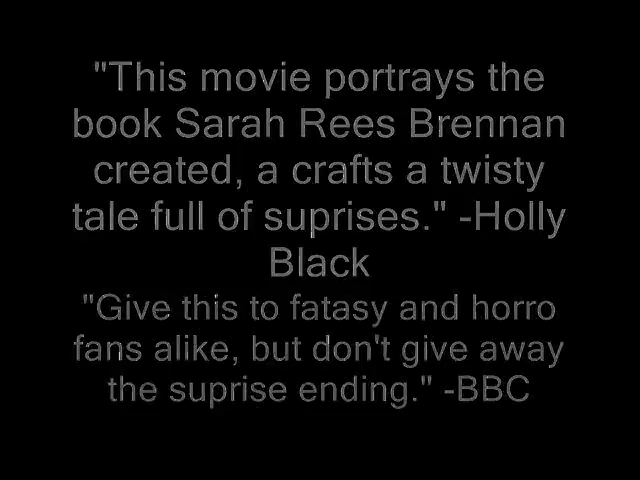 "This movie portrays the
book Sarah Rees Brennan
created, a crafts a twisty
tale full of suprises." -Holly
Black
"Give this to fatasy and horro
fans alike, but don't give away
the suprise ending." -BBC